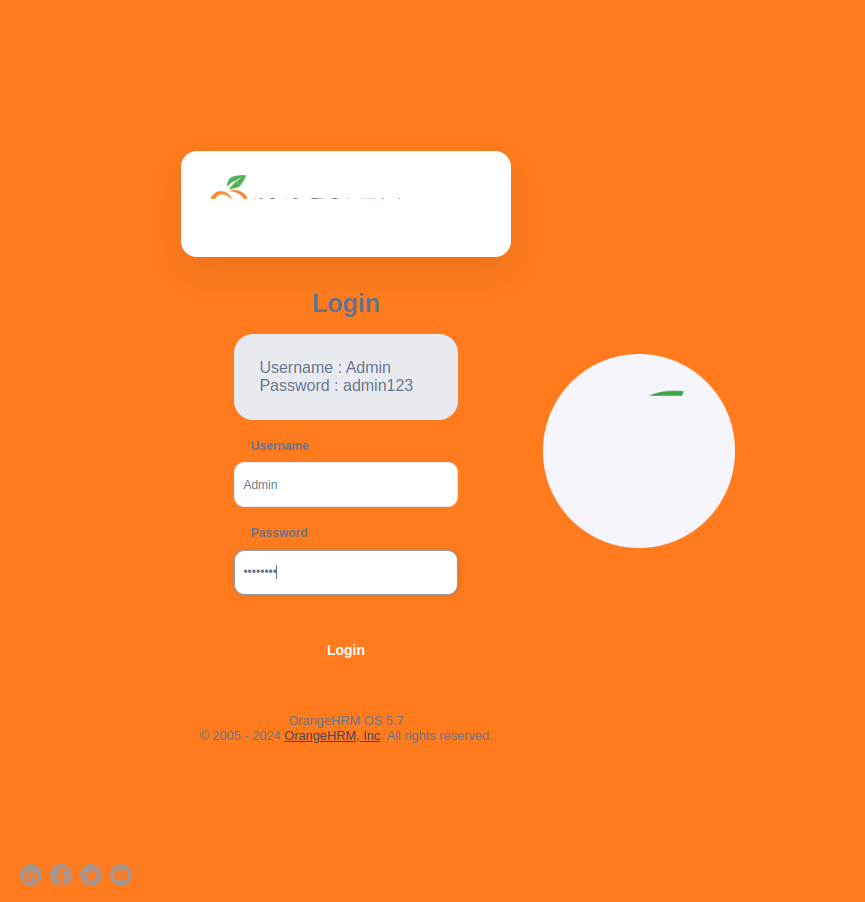 Login
Username : Admin
Password : admin123
Username
Admin
Password
••••••••
Login
OrangeHRM OS 5.7
© 2005 - 2024 OrangeHRM, Inc. All rights reserved.